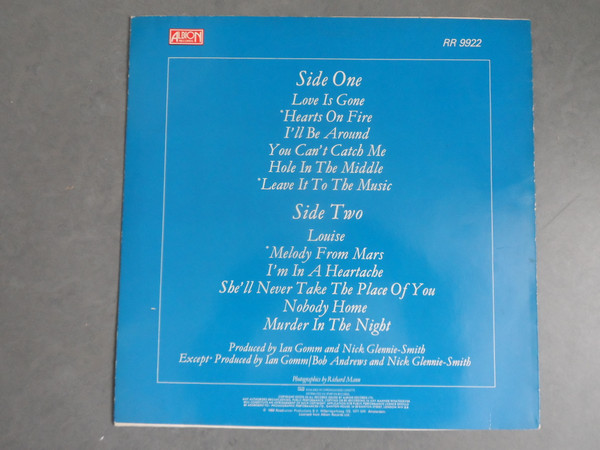 ALBION
RECORDS
RR 9922
Side One
Love Is Gone
*Hearts On Fire
I'll Be Around
You Can't Catch Me
Hole In The Middle
*Leave It To The Music
Side Two
Louise
*Melody From Mars
I'm In A Heartache
She'll Never Take The Place Of You
Nobody Home
Murder In The Night
Produced by Ian Gomm and Nick Glennie-Smith
Except* Produced by Ian Gomm/Bob Andrews and Nick Glennie-Smith
Photographics by Richard Mann